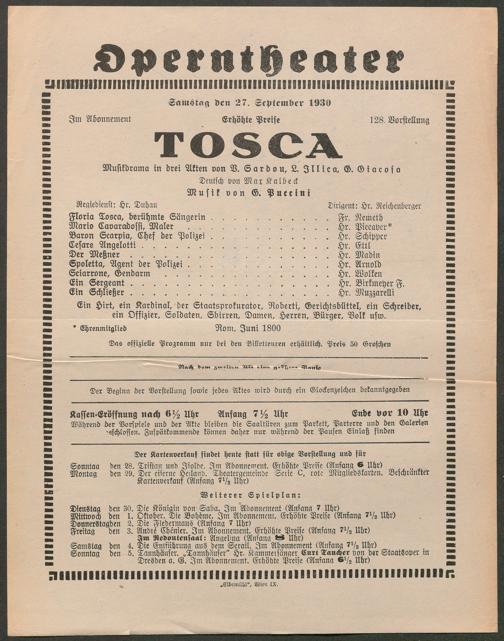 Operntheater
Samstag den 27. September 1930
Im Abonnement Erhöhte Preise 128. Vorstellung
TOSCA
Musikdrama in drei Akten von V. Sardou, L. Illica, G. Giacosa
Deutsch von Max Kalbeck
Musik von G. Puccini
Regiedienst: Hr. Duhan Dirigent: Hr. Reichenberger
Floria Tosca, berühmte Sängerin . . . . . . . . . . Fr. Nemeth
Mario Cavaradossi, Maler . . . . . . . . . . Hr. Piccaver*
Baron Scarpia, Chef der Polizei . . . . . . . . . . Hr. Schipper
Cesare Angelotti . . . . . . . . . . Hr. Ettl
Der Meßner . . . . . . . . . . Hr. Madin
Spoletta, Agent der Polizei . . . . . . . . . . Hr. Arnold
Sciarrone, Gendarm . . . . . . . . . . Hr. Wolken
Ein Sergeant . . . . . . . . . . Hr. Birkmeyer F.
Ein Schließer . . . . . . . . . . Hr. Muzzarelli
Ein Hirt, ein Kardinal, der Staatsprokurator, Roberti, Gerichtsbüttel, ein Schreiber,
ein Offizier, Soldaten, Sbirren, Damen, Herren, Bürger, Volk usw.
* Ehrenmitglied Rom, Juni 1800
Das offizielle Programm nur bei den Billetteuren erhältlich. Preis 50 Groschen
Nach dem zweiten Akt eine größere Pause
Der Beginn der Vorstellung sowie jedes Aktes wird durch ein Glockenzeichen bekanntgegeben
Kassen-Eröffnung nach 6½ Uhr Anfang 7½ Uhr Ende vor 10 Uhr
Während der Vorspiele und der Akte bleiben die Saaltüren zum Parkett, Parterre und den Galerien
geschlossen. Zuspätkommende können daher nur während der Pausen Einlaß finden
Der Kartenverkauf findet heute statt für obige Vorstellung und für
Sonntag den 28. Tristan und Isolde. Im Abonnement. Erhöhte Preise (Anfang 6 Uhr)
Montag den 29. Der eiserne Heiland. Theatergemeinde Serie C, rote Mitgliedskarten. Beschränkter
Kartenverkauf (Anfang 7½ Uhr)
Weiterer Spielplan:
Dienstag den 30. Die Königin von Saba. Im Abonnement (Anfang 7 Uhr)
Mittwoch den 1. Oktober. Die Bohème. Im Abonnement. Erhöhte Preise (Anfang 7½ Uhr)
Donnerstag den 2. Die Fledermaus (Anfang 7 Uhr)
Freitag den 3. André Chénier. Im Abonnement. Erhöhte Preise (Anfang 7½ Uhr)
Im Redoutensaal: Angelina (Anfang Uhr)
Samstag den 4. Die Entführung aus dem Serail. Im Abonnement (Anfang 7½ Uhr)
Sonntag den 5. Tannhäuser. „Tannhäuser“ Hr. Kammersänger Curt Taucher von der Staatsoper in
Dresden a. G. Im Abonnement. Erhöhte Preise (Anfang 6½ Uhr)
„Elbemühl“, Wien IX.